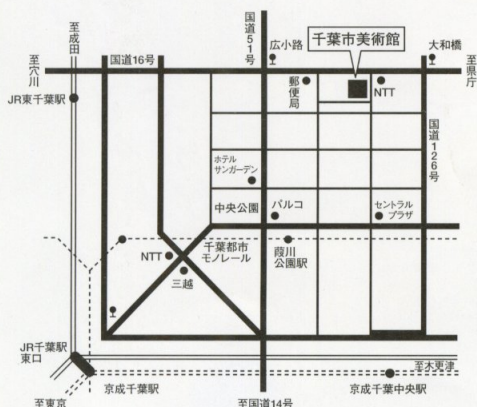 至成田
国道51号
広小路
千葉市美術館
大和橋
至穴川
国道16号
至県庁
郵便局
NTT
JR東千葉駅
国道126号
ホテル
サンガーデン
中央公園
パルコ
セントラル
プラザ
千葉都市
モノレール
葭川
公園駅
NTT
三越
JR千葉駅
東口
至木更津
至東京
京成千葉駅
京成千葉中央駅
至国道14号